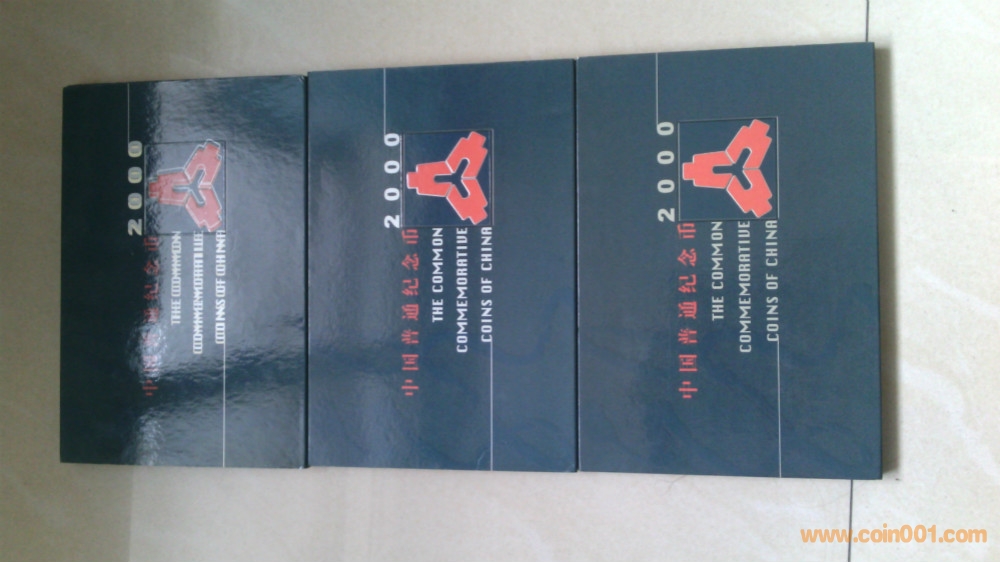 2000
中国普通纪念币
THE COMMON
COMMEMORATIVE
COINS OF CHINA
2000
中国普通纪念币
THE COMMON
COMMEMORATIVE
COINS OF CHINA
2000
中国普通纪念币
THE COMMON
COMMEMORATIVE
COINS OF CHINA
www.coin001.com